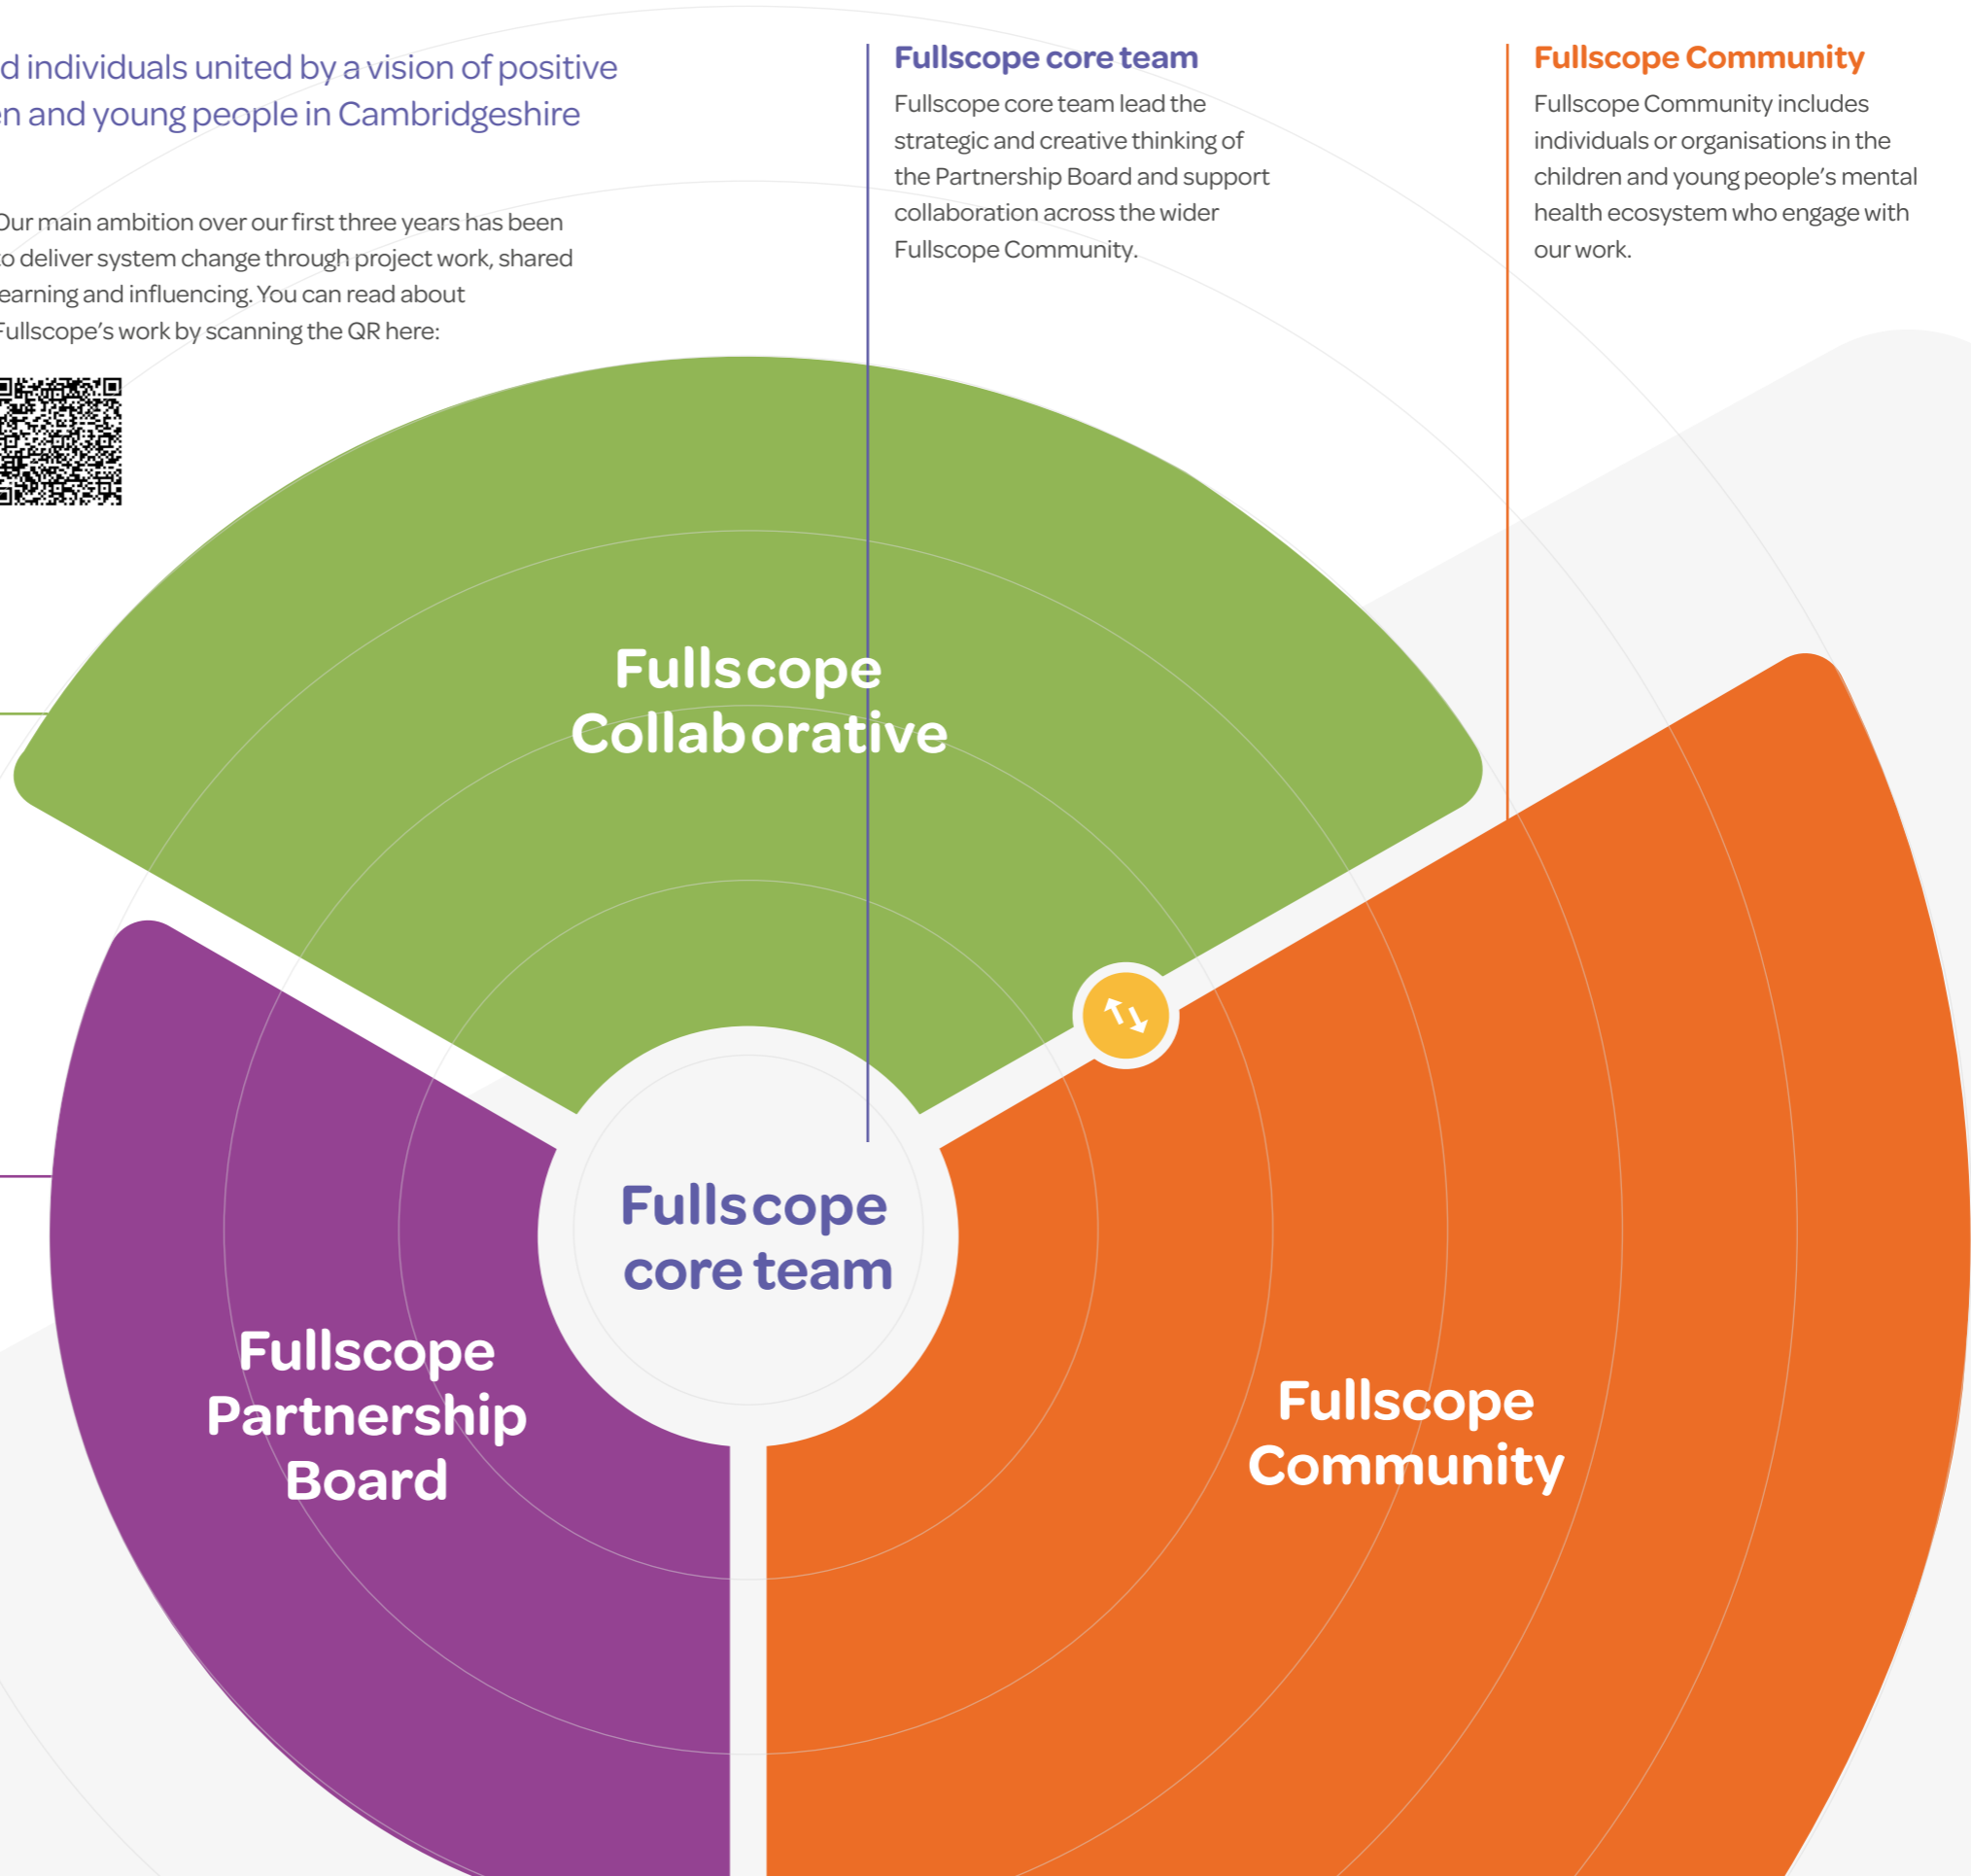 d individuals united by a vision of positive
n and young people in Cambridgeshire
Our main ambition over our first three years has been
to deliver system change through project work, shared
learning and influencing. You can read about
Fullscope's work by scanning the QR here:
Fullscope core team
Fullscope core team lead the
strategic and creative thinking of
the Partnership Board and support
collaboration across the wider
Fullscope Community.
Fullscope Community
Fullscope Community includes
individuals or organisations in the
children and young people's mental
health ecosystem who engage with
our work.
Fullscope
Collaborative
Fullscope
core team
Fullscope
Partnership
Board
Fullscope
Community